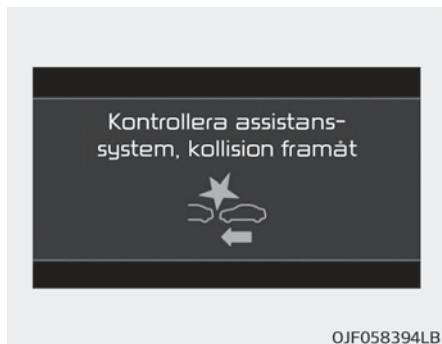 Kontrollera assistans-
system, kollision framåt
OJF058394LB